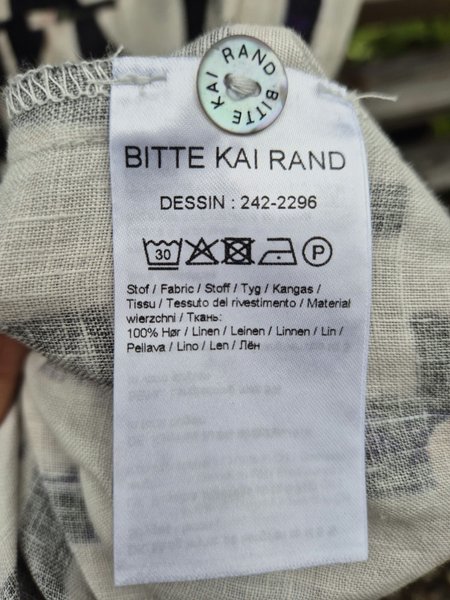 BITTE KAI RAND
BITTE KAI RAND
DESSIN : 242-2296
30 P
Stof / Fabric / Stoff / Tyg / Kangas /
Tissu / Tessuto del rivestimento / Material
wierzchni / Ткань:
100% Hør / Linen / Leinen / Linnen / Lin /
Pellava / Lino / Len / Лён